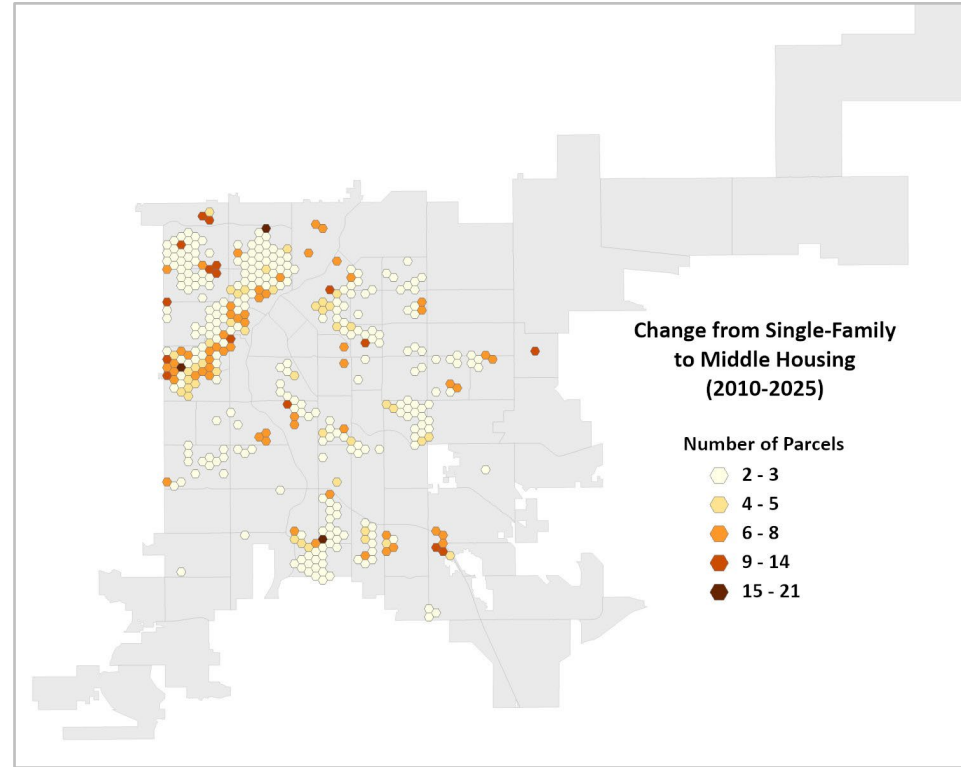 Change from Single-Family
to Middle Housing
(2010-2025)
Number of Parcels
2 - 3
4 - 5
6 - 8
9 - 14
15 - 21